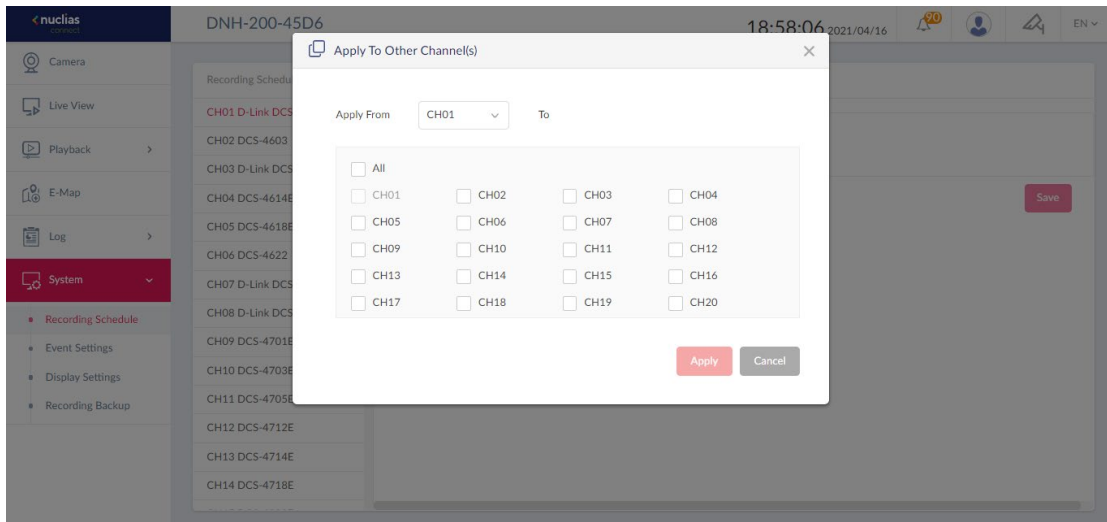 nuclias
connect
DNH-200-45D6
18:58:06 2021/04/16
90
EN
Camera
Live View
Playback
E-Map
Log
System
Recording Schedule
Event Settings
Display Settings
Recording Backup
Recording Schedu
CH01 D-Link DCS
CH02 DCS-4603
CH03 D-Link DCS
CH04 DCS-4614E
CH05 DCS-4618E
CH06 DCS-4622
CH07 D-Link DCS
CH08 D-Link DCS
CH09 DCS-4701E
CH10 DCS-4703E
CH11 DCS-4705E
CH12 DCS-4712E
CH13 DCS-4714E
CH14 DCS-4718E
Apply To Other Channel(s)
Apply From CH01 To
All
CH01 CH02 CH03 CH04
CH05 CH06 CH07 CH08
CH09 CH10 CH11 CH12
CH13 CH14 CH15 CH16
CH17 CH18 CH19 CH20
Apply Cancel
Save